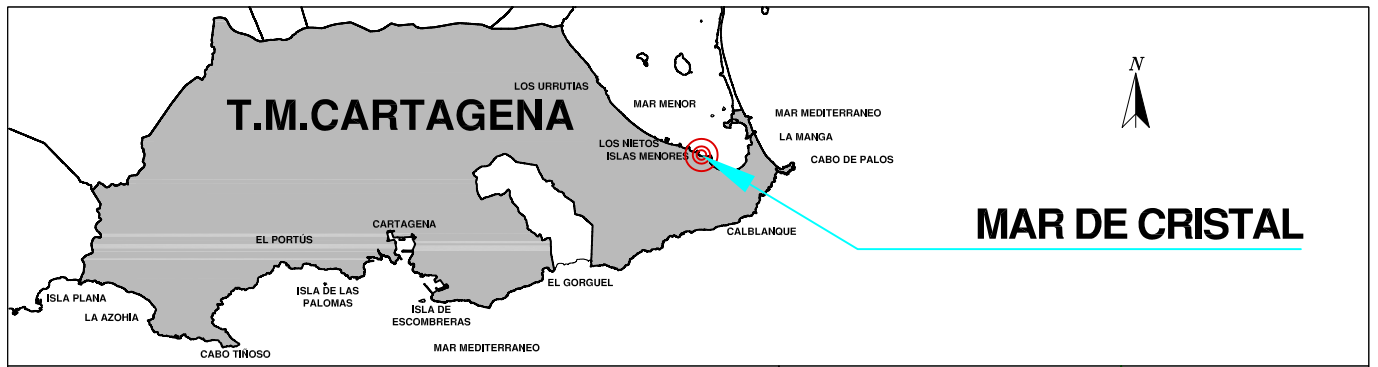 N
LOS URRUTIAS
T.M.CARTAGENA
MAR MENOR
MAR MEDITERRANEO
LA MANGA
LOS NIETOS
ISLAS MENORES
CABO DE PALOS
MAR DE CRISTAL
CARTAGENA
CALBLANQUE
EL PORTÚS
EL GORGUEL
ISLA DE LAS
PALOMAS
ISLA PLANA
LA AZOHIA
ISLA DE
ESCOMBRERAS
CABO TIÑOSO
MAR MEDITERRANEO